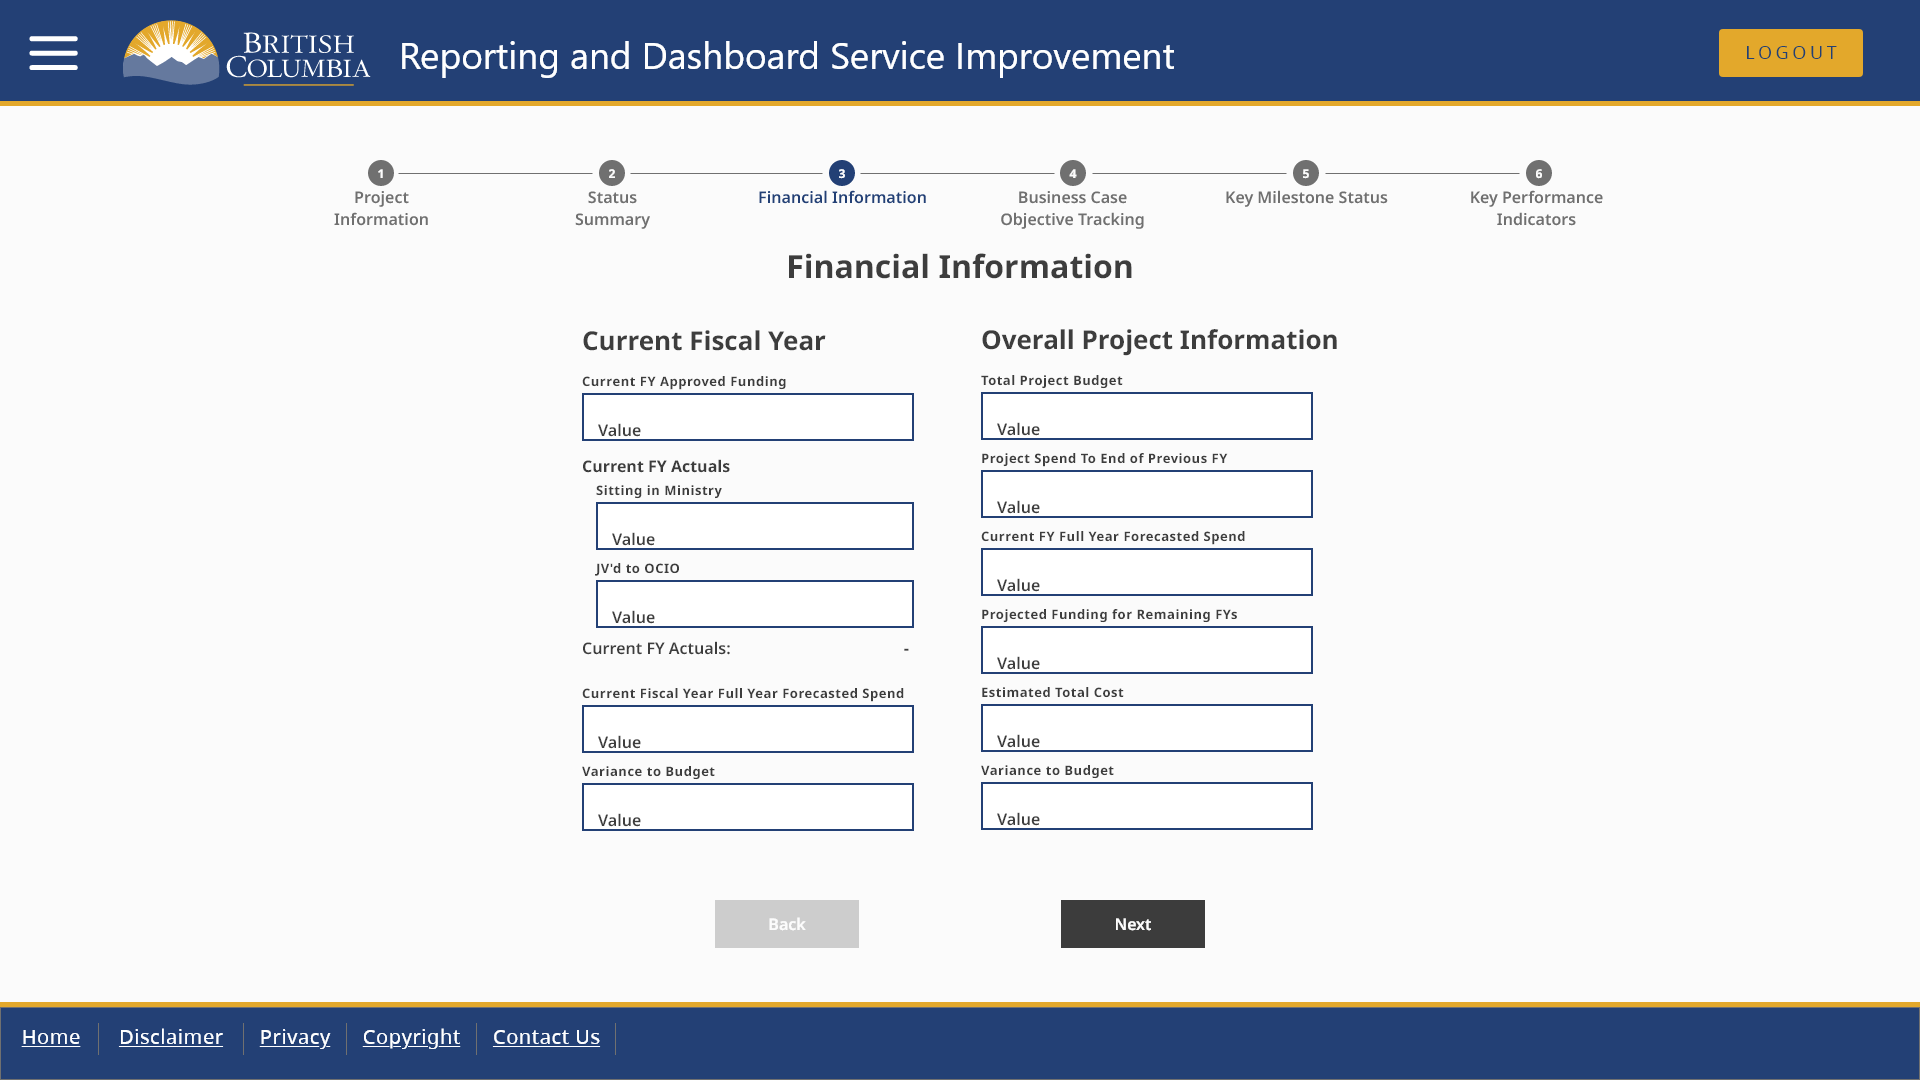 BRITISH
COLUMBIA
Reporting and Dashboard Service Improvement
LOGOUT
1
2
3
4
5
6
Project
Information
Status
Summary
Financial Information
Business Case
Objective Tracking
Key Milestone Status
Key Performance
Indicators
Financial Information
Current Fiscal Year
Current FY Approved Funding
Value
Current FY Actuals
Sitting in Ministry
Value
JV'd to OCIO
Value
Current FY Actuals: -
Current Fiscal Year Full Year Forecasted Spend
Value
Variance to Budget
Value
Overall Project Information
Total Project Budget
Value
Project Spend To End of Previous FY
Value
Current FY Full Year Forecasted Spend
Value
Projected Funding for Remaining FYs
Value
Estimated Total Cost
Value
Variance to Budget
Value
Back
Next
Home
Disclaimer
Privacy
Copyright
Contact Us